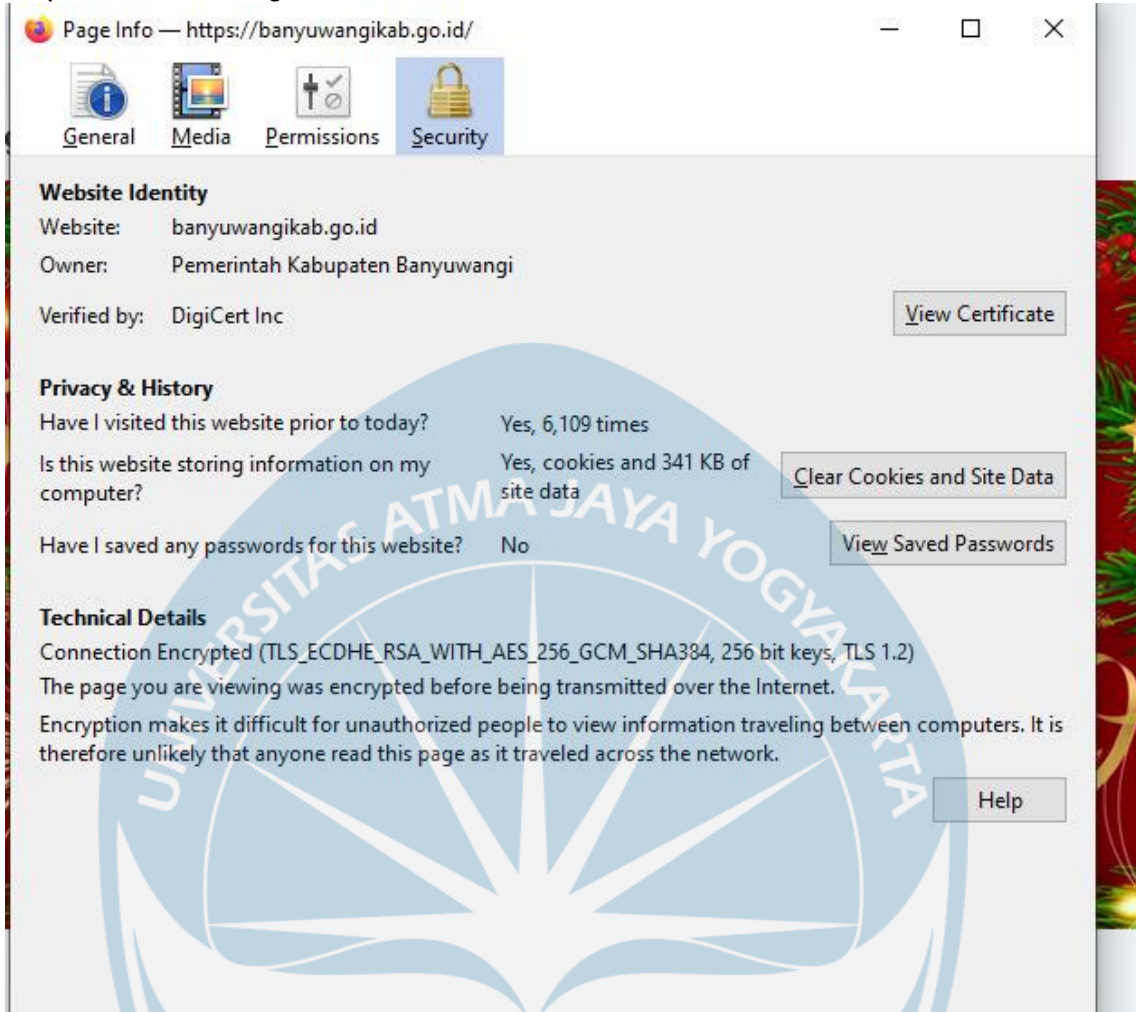 Page Info — https://banyuwangikab.go.id/
General Media Permissions Security
Website Identity
Website: banyuwangikab.go.id
Owner: Pemerintah Kabupaten Banyuwangi
Verified by: DigiCert Inc
View Certificate
Privacy & History
Have I visited this website prior to today? Yes, 6,109 times
Is this website storing information on my
computer?
Yes, cookies and 341 KB of
site data
Clear Cookies and Site Data
Have I saved any passwords for this website? No
View Saved Passwords
Technical Details
Connection Encrypted (TLS_ECDHE_RSA_WITH_AES_256_GCM_SHA384, 256 bit keys, TLS 1.2)
The page you are viewing was encrypted before being transmitted over the Internet.
Encryption makes it difficult for unauthorized people to view information traveling between computers. It is
therefore unlikely that anyone read this page as it traveled across the network.
Help
UNIVERSITAS ATMA JAYA YOGYAKARTA